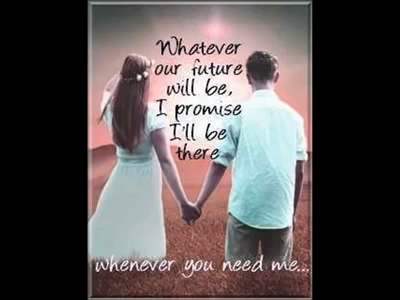 Whatever
our future
will be,
I promise
I'll be
there
whenever you need me...